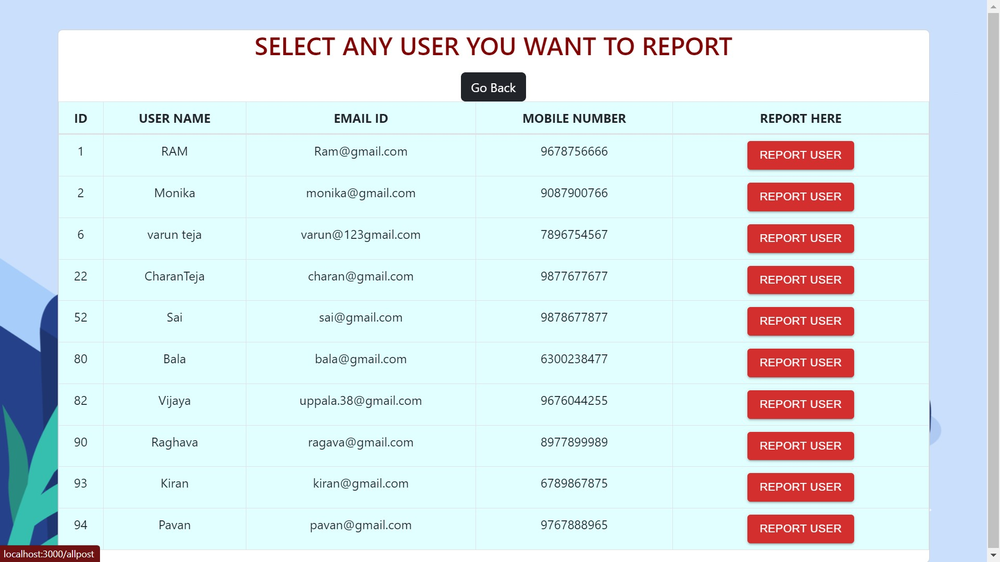 SELECT ANY USER YOU WANT TO REPORT
Go Back
ID USER NAME EMAIL ID MOBILE NUMBER REPORT HERE
1 RAM Ram@gmail.com 9678756666 REPORT USER
2 Monika monika@gmail.com 9087900766 REPORT USER
6 varun teja varun@123gmail.com 7896754567 REPORT USER
22 CharanTeja charan@gmail.com 9877677677 REPORT USER
52 Sai sai@gmail.com 9878677877 REPORT USER
80 Bala bala@gmail.com 6300238477 REPORT USER
82 Vijaya uppala.38@gmail.com 9676044255 REPORT USER
90 Raghava ragava@gmail.com 8977899989 REPORT USER
93 Kiran kiran@gmail.com 6789867875 REPORT USER
94 Pavan pavan@gmail.com 9767888965 REPORT USER
localhost:3000/allpost